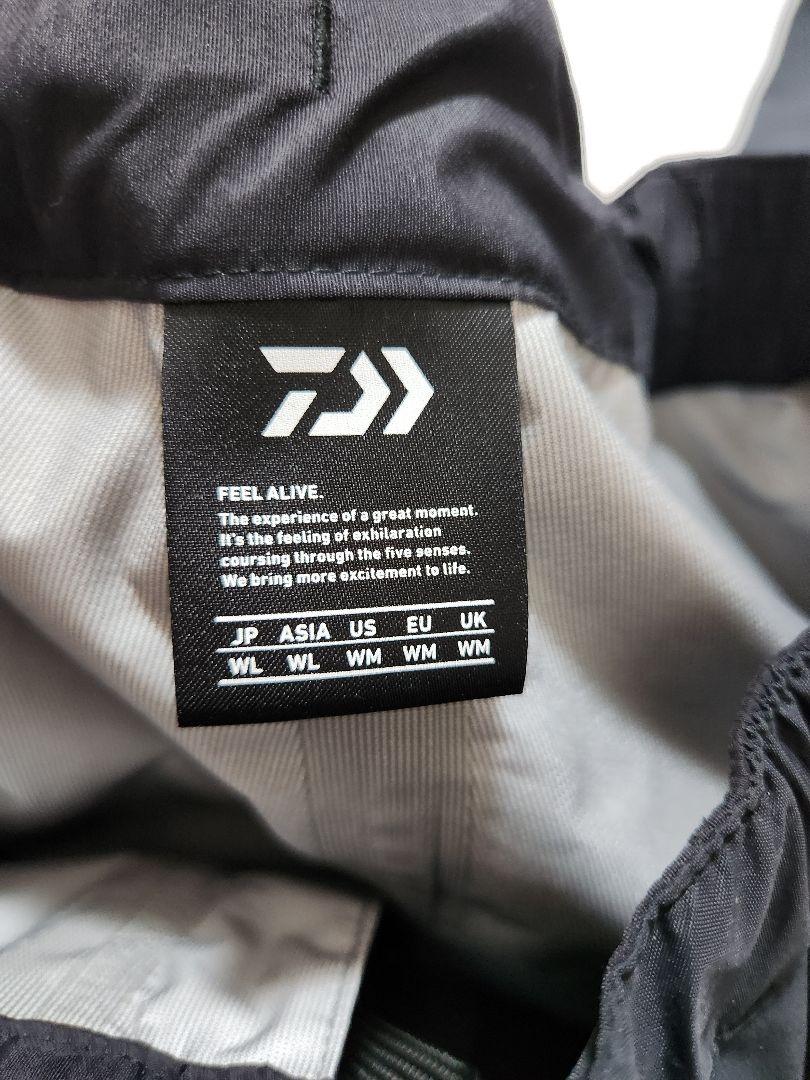 FEEL ALIVE.
The experience of a great moment.
It's the feeling of exhilaration
coursing through the five senses.
We bring more excitement to life.
JP ASIA US EU UK
WL WL WM WM WM